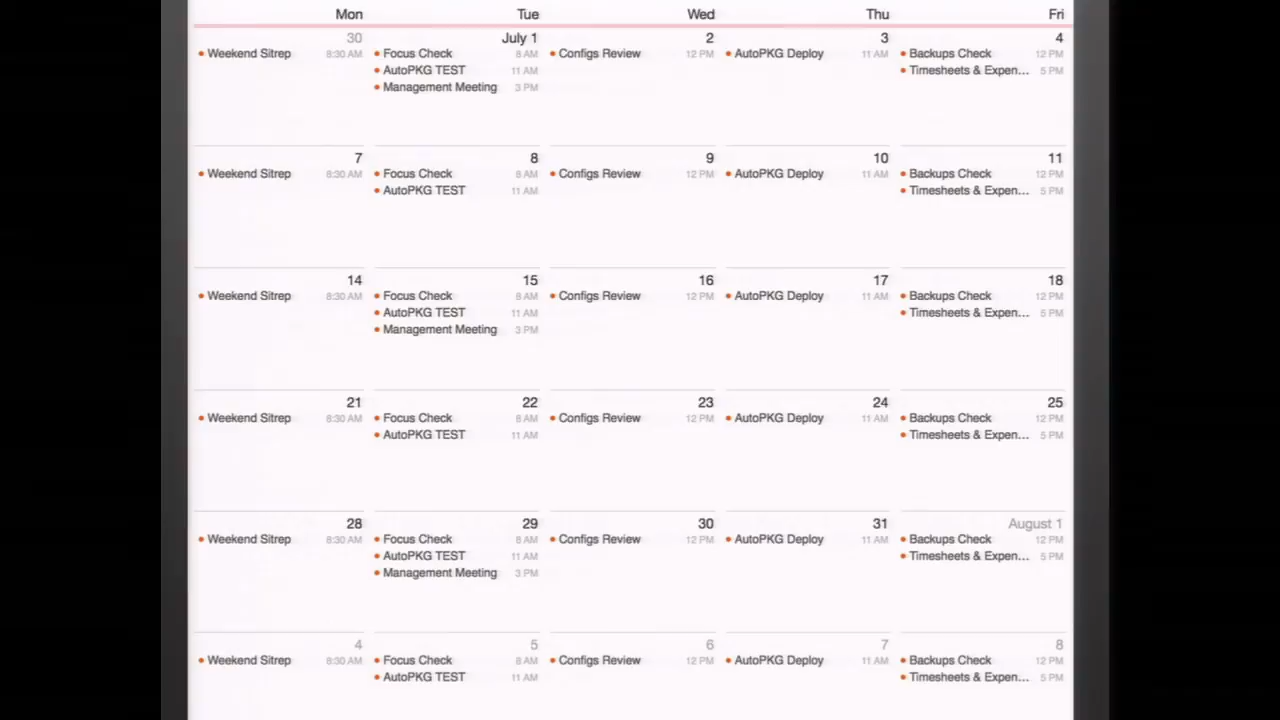 Mon Tue Wed Thu Fri
30 July 1 2 3 4
Weekend Sitrep 8:30 AM Focus Check 8 AM Configs Review 12 PM AutoPKG Deploy 11 AM Backups Check 12 PM
AutoPKG TEST 11 AM Timesheets & Expen... 5 PM
Management Meeting 3 PM
7 8 9 10 11
Weekend Sitrep 8:30 AM Focus Check 8 AM Configs Review 12 PM AutoPKG Deploy 11 AM Backups Check 12 PM
AutoPKG TEST 11 AM Timesheets & Expen... 5 PM
14 15 16 17 18
Weekend Sitrep 8:30 AM Focus Check 8 AM Configs Review 12 PM AutoPKG Deploy 11 AM Backups Check 12 PM
AutoPKG TEST 11 AM Timesheets & Expen... 5 PM
Management Meeting 3 PM
21 22 23 24 25
Weekend Sitrep 8:30 AM Focus Check 8 AM Configs Review 12 PM AutoPKG Deploy 11 AM Backups Check 12 PM
AutoPKG TEST 11 AM Timesheets & Expen... 5 PM
28 29 30 31 August 1
Weekend Sitrep 8:30 AM Focus Check 8 AM Configs Review 12 PM AutoPKG Deploy 11 AM Backups Check 12 PM
AutoPKG TEST 11 AM Timesheets & Expen... 5 PM
Management Meeting 3 PM
4 5 6 7 8
Weekend Sitrep 8:30 AM Focus Check 8 AM Configs Review 12 PM AutoPKG Deploy 11 AM Backups Check 12 PM
AutoPKG TEST 11 AM Timesheets & Expen... 5 PM